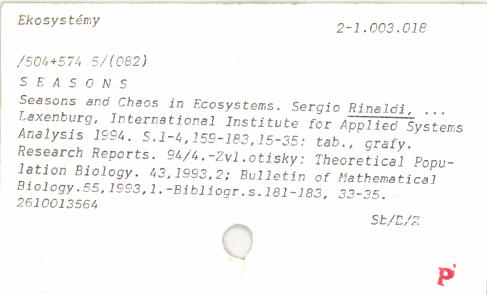 Ekosystémy
2-1.003.018
/504+574.5/(082)
S E A S O N S
Seasons and Chaos in Ecosystems. Sergio Rinaldi, ...
Laxenburg, International Institute for Applied Systems
Analysis 1994. S.1-4,159-183,15-35: tab., grafy.
Research Reports. 94/4.-Zvl.otisky: Theoretical Popu-
lation Biology. 43,1993,2; Bulletin of Mathematical
Biology.55,1993,1.-Bibliogr.s.181-183, 33-35.
2610013564
St/D/Z
P'